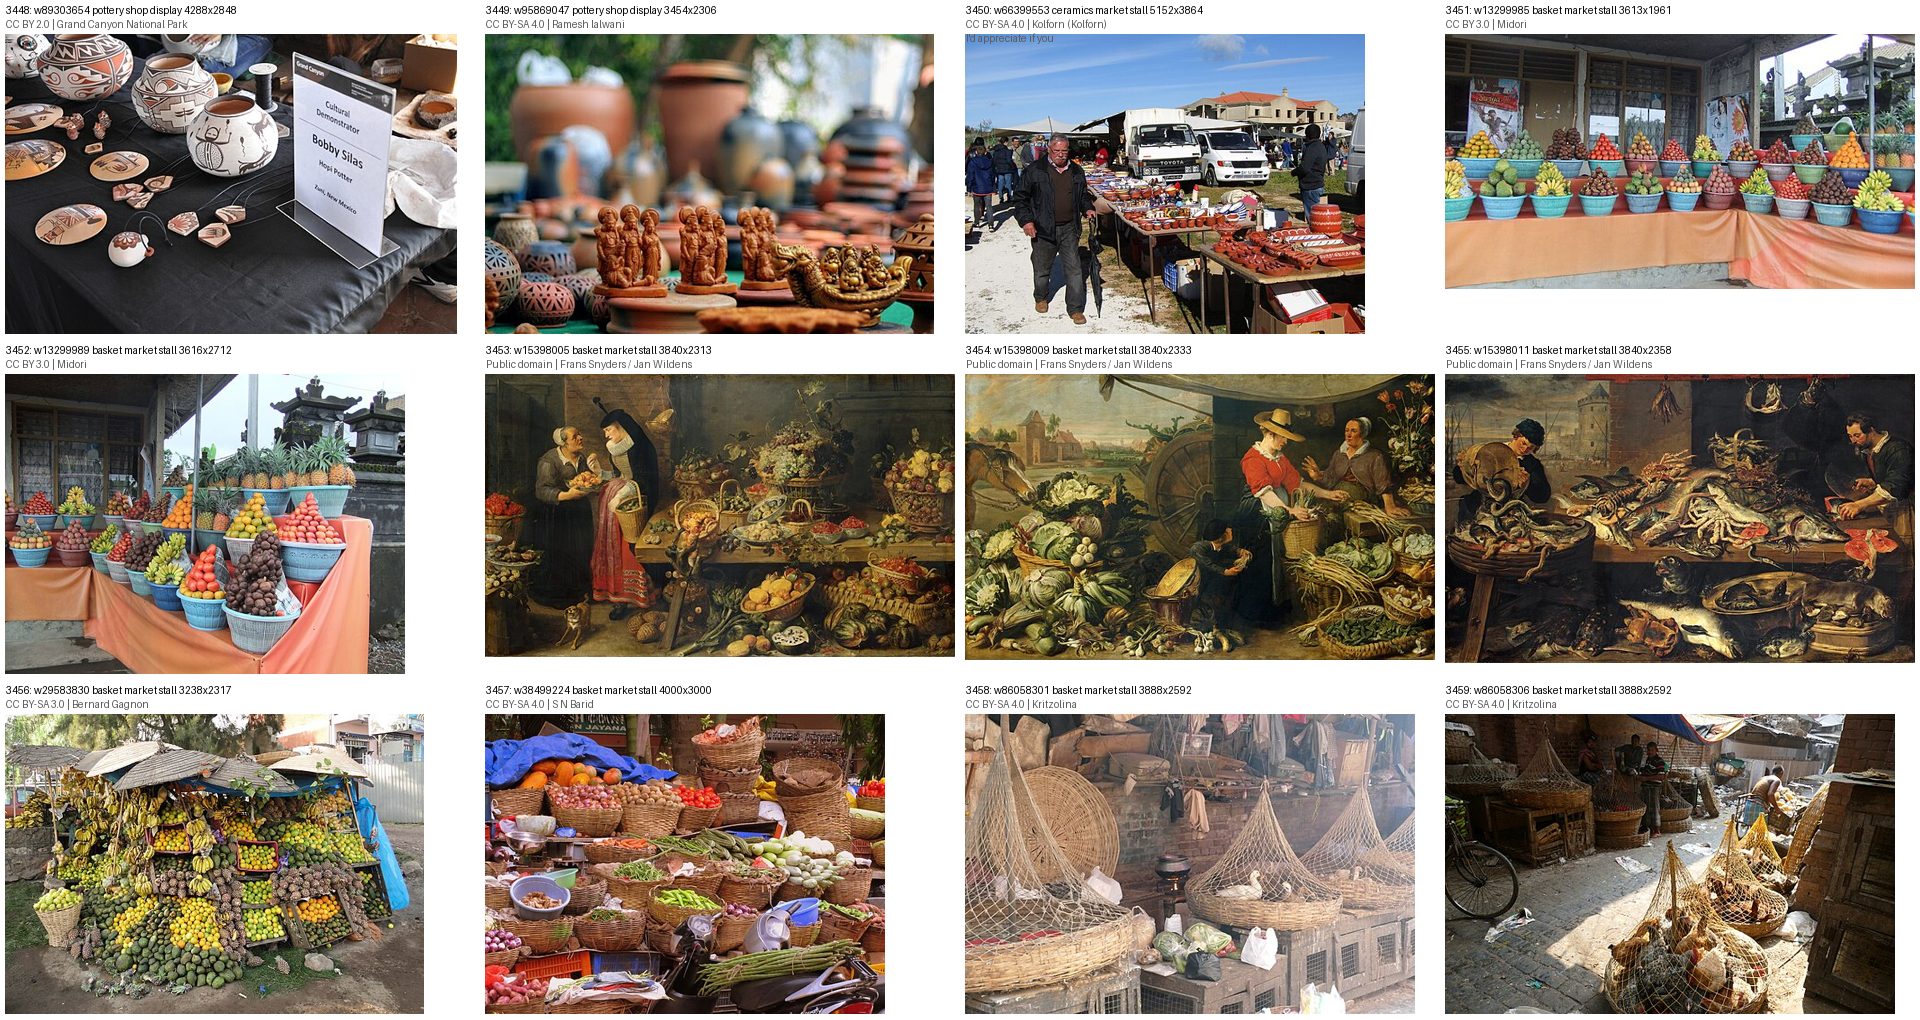 3448: w89303654 pottery shop display 4288x2848
CC BY 2.0 | Grand Canyon National Park
Grand Canyon
Cultural
Demonstrator
Bobby Silas
Hopi Potter
Zuni, New Mexico
3449: w95869047 pottery shop display 3454x2306
CC BY-SA 4.0 | Ramesh lalwani
3450: w66399553 ceramics market stall 5152x3864
CC BY-SA 4.0 | Kolforn (Kolforn)
I'd appreciate if you
TOYOTA
3451: w13299985 basket market stall 3613x1961
CC BY 3.0 | Midori
3452: w13299989 basket market stall 3616x2712
CC BY 3.0 | Midori
3453: w15398005 basket market stall 3840x2313
Public domain | Frans Snyders / Jan Wildens
3454: w15398009 basket market stall 3840x2333
Public domain | Frans Snyders / Jan Wildens
3455: w15398011 basket market stall 3840x2358
Public domain | Frans Snyders / Jan Wildens
3456: w29583830 basket market stall 3238x2317
CC BY-SA 3.0 | Bernard Gagnon
3457: w38499224 basket market stall 4000x3000
CC BY-SA 4.0 | S N Barid
3458: w86058301 basket market stall 3888x2592
CC BY-SA 4.0 | Kritzolina
3459: w86058306 basket market stall 3888x2592
CC BY-SA 4.0 | Kritzolina